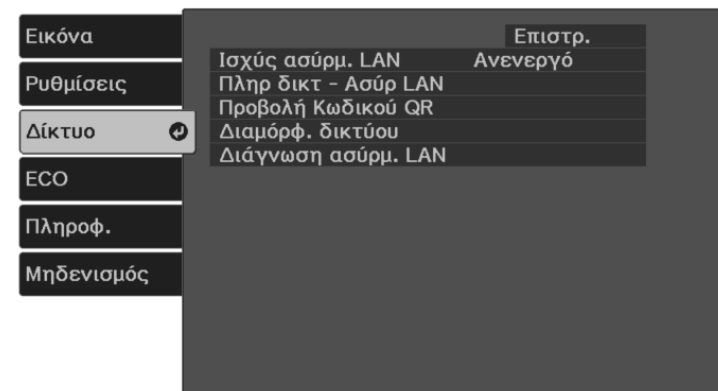 Εικόνα
Ρυθμίσεις
Δίκτυο
ECO
Πληροφ.
Μηδενισμός
Επιστρ.
Ισχύς ασύρμ. LAN Ανενεργό
Πληρ δικτ - Ασύρ LAN
Προβολή Κωδικού QR
Διαμόρφ. δικτύου
Διάγνωση ασύρμ. LAN